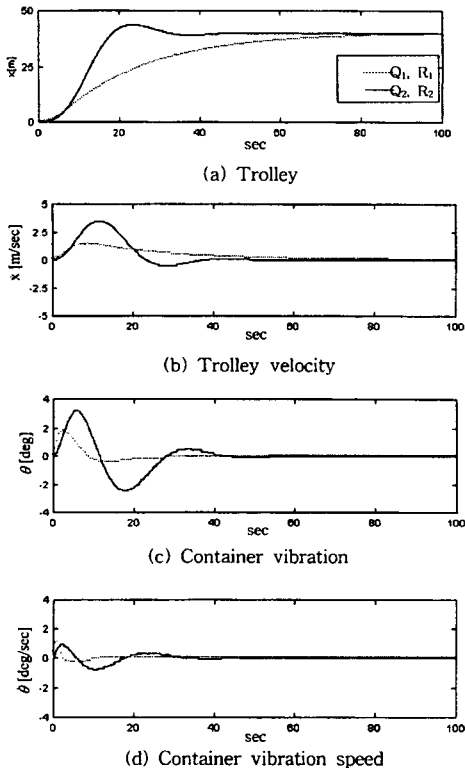 50
x[m]
25
0
0 20 40 60 80 100
sec
Q₁, R₁
Q₂, R₂
(a) Trolley
5
2.5
0
-2.5
-5
x [m/sec]
0 20 40 60 80 100
sec
(b) Trolley velocity
4
2
0
-2
-4
θ [deg]
0 20 40 60 80 100
sec
(c) Container vibration
4
2
0
-2
-4
θ [deg/sec]
0 20 40 60 80 100
sec
(d) Container vibration speed